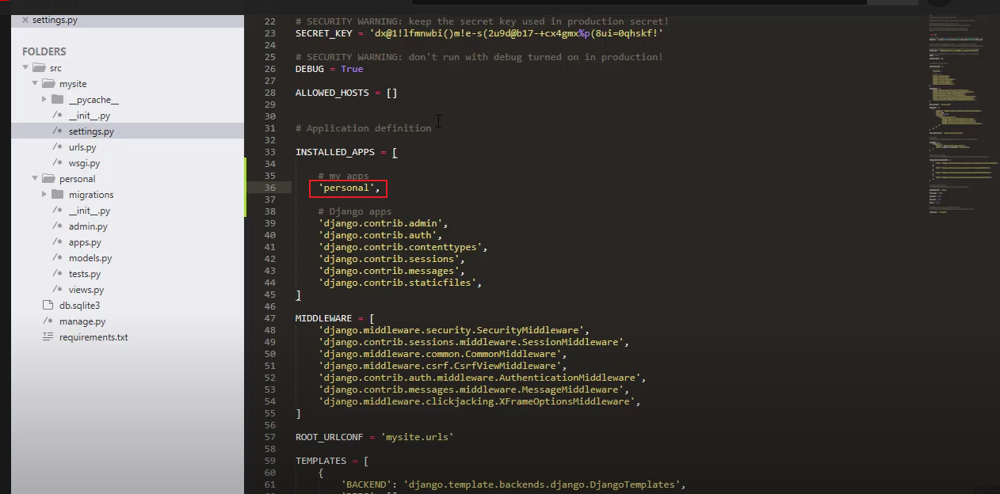 settings.py
FOLDERS
src
mysite
__pycache__
__init__.py
settings.py
urls.py
wsgi.py
personal
migrations
__init__.py
admin.py
apps.py
models.py
tests.py
views.py
db.sqlite3
manage.py
requirements.txt
22 # SECURITY WARNING: keep the secret key used in production secret!
23 SECRET_KEY = 'dx@1!lfmnwbi()m!e-s(2u9d@b17-+cx4gmx%p(8ui=0qhskf!'
24
25 # SECURITY WARNING: don't run with debug turned on in production!
26 DEBUG = True
27
28 ALLOWED_HOSTS = []
29
30
31 # Application definition
32
33 INSTALLED_APPS = [
34
35 # my apps
36 'personal',
37
38 # Django apps
39 'django.contrib.admin',
40 'django.contrib.auth',
41 'django.contrib.contenttypes',
42 'django.contrib.sessions',
43 'django.contrib.messages',
44 'django.contrib.staticfiles',
45 ]
46
47 MIDDLEWARE = [
48 'django.middleware.security.SecurityMiddleware',
49 'django.contrib.sessions.middleware.SessionMiddleware',
50 'django.middleware.common.CommonMiddleware',
51 'django.middleware.csrf.CsrfViewMiddleware',
52 'django.contrib.auth.middleware.AuthenticationMiddleware',
53 'django.contrib.messages.middleware.MessageMiddleware',
54 'django.middleware.clickjacking.XFrameOptionsMiddleware',
55 ]
56
57 ROOT_URLCONF = 'mysite.urls'
58
59 TEMPLATES = [
60 {
61 'BACKEND': 'django.template.backends.django.DjangoTemplates',